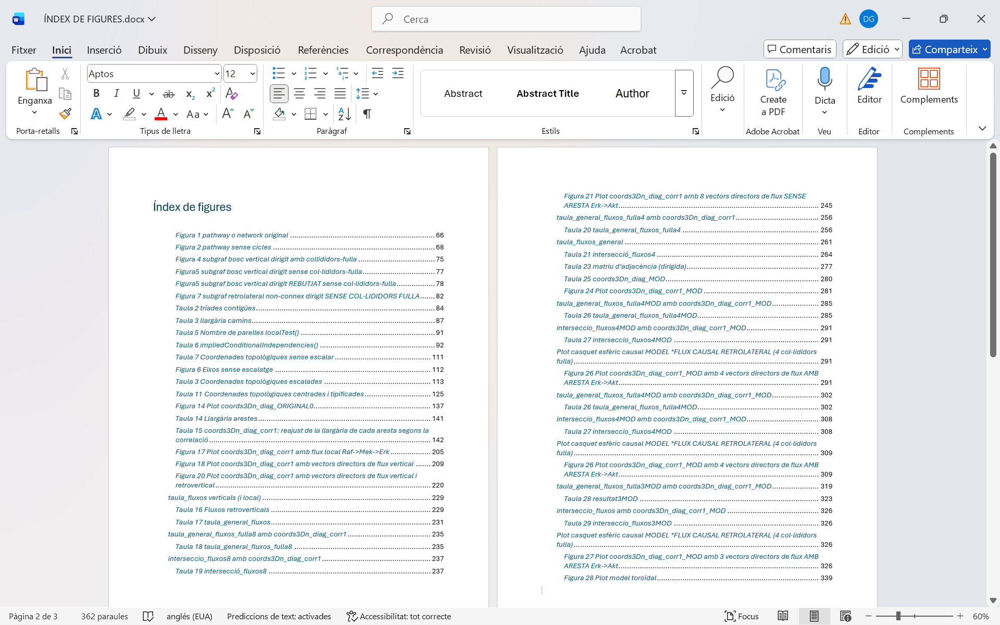 ÍNDEX DE FIGURES.docx
Cerca
DG
Fitxer Inici Inserció Dibuix Disseny Disposició Referències Correspondència Revisió Visualització Ajuda Acrobat
Comentaris Edició Comparteix
Enganxa
Porta-retalls
Aptos 12
Tipus de lletra
Paràgraf
Abstract Abstract Title Author
Estils
Edició
Create a PDF
Adobe Acrobat
Dicta
Veu
Editor
Editor
Complements
Complements
Índex de figures
Figura 1 pathway o network original 66
Figura 2 pathway sense cicles 68
Figura 4 subgraf bosc vertical dirigit amb collididors-fulla 75
Figura5 subgraf bosc vertical dirigit sense col·lididors-fulla 77
Figura5 subgraf bosc vertical dirigit REBUTJAT sense col·lididors-fulla 78
Figura 7 subgraf retrolateral non-connex dirigit SENSE COL·LIDIDORS FULLA 82
Taula 2 tríades contigües 84
Taula 3 llargària camins 87
Taula 5 Nombre de parelles localTest() 91
Taula 6 impliedConditionalIndependencies() 92
Taula 7 Coordenades topològiques sense escalar 111
Figura 6 Eixos sense escalatge 112
Taula 3 Coordenades topològiques escalades 113
Taula 11 Coordenades topològiques centrades i tipificades 125
Figura 14 Plot coords3Dn_diag_ORIGINAL0 137
Taula 14 Llargària arestes 141
Taula 15 coords3Dn_diag_corr1: reajust de la llargària de cada aresta segons la
correlació 142
Figura 17 Plot coords3Dn_diag_corr1 amb flux local Raf->Mek->Erk 205
Figura 18 Plot coords3Dn_diag_corr1 amb vectors directors de flux vertical 209
Figura 20 Plot coords3Dn_diag_corr1 amb vectors directors de flux vertical i
retrovertical 220
taula_fluxos verticals (i local) 229
Taula 16 Fluxos retroverticals 229
Taula 17 taula_general_fluxos 231
taula_general_fluxos_fulla8 amb coords3Dn_diag_corr1 235
Taula 18 taula_general_fluxos_fulla8 235
interseccio_fluxos8 amb coords3Dn_diag_corr1 237
Taula 19 intersecció_fluxos8 237
Figura 21 Plot coords3Dn_diag_corr1 amb 8 vectors directors de flux SENSE
ARESTA Erk->Akt 245
taula_general_fluxos_fulla4 amb coords3Dn_diag_corr1 256
Taula 20 taula_general_fluxos_fulla4 256
taula_fluxos_general 261
Taula 21 intersecció_fluxos4 264
Taula 23 matriu d'adjacència (dirigida) 277
Taula 25 coords3Dn_diag_MOD 280
Figura 24 Plot coords3Dn_diag_corr1_MOD 281
taula_general_fluxos_fulla4MOD amb coords3Dn_diag_corr1_MOD 285
Taula 26 taula_general_fluxos_fulla4MOD 285
interseccio_fluxos4MOD amb coords3Dn_diag_corr1_MOD 291
Taula 27 interseccio_fluxos4MOD 291
Plot casquet esfèric causal MODEL *FLUX CAUSAL RETROLATERAL (4 col·lididors
fulla) 291
Figura 26 Plot coords3Dn_diag_corr1_MOD amb 4 vectors directors de flux AMB
ARESTA Erk->Akt 291
taula_general_fluxos_fulla4MOD amb coords3Dn_diag_corr1_MOD 302
Taula 26 taula_general_fluxos_fulla4MOD 302
interseccio_fluxos4MOD amb coords3Dn_diag_corr1_MOD 308
Taula 27 interseccio_fluxos4MOD 308
Plot casquet esfèric causal MODEL *FLUX CAUSAL RETROLATERAL (4 col·lididors
fulla) 309
Figura 26 Plot coords3Dn_diag_corr1_MOD amb 4 vectors directors de flux AMB
ARESTA Erk->Akt 309
taula_general_fluxos_fulla3MOD amb coords3Dn_diag_corr1_MOD 319
Taula 28 resultat3MOD 323
interseccio_fluxos amb coords3Dn_diag_corr1_MOD 326
Taula 29 interseccio_fluxos3MOD 326
Plot casquet esfèric causal MODEL *FLUX CAUSAL RETROLATERAL (4 col·lididors
fulla) 326
Figura 27 Plot coords3Dn_diag_corr1_MOD amb 3 vectors directors de flux AMB
ARESTA Erk->Akt 326
Figura 28 Plot model toroïdal 339
Pàgina 2 de 3 362 paraules anglès (EUA) Prediccions de text: activades Accessibilitat: tot correcte Focus 60%